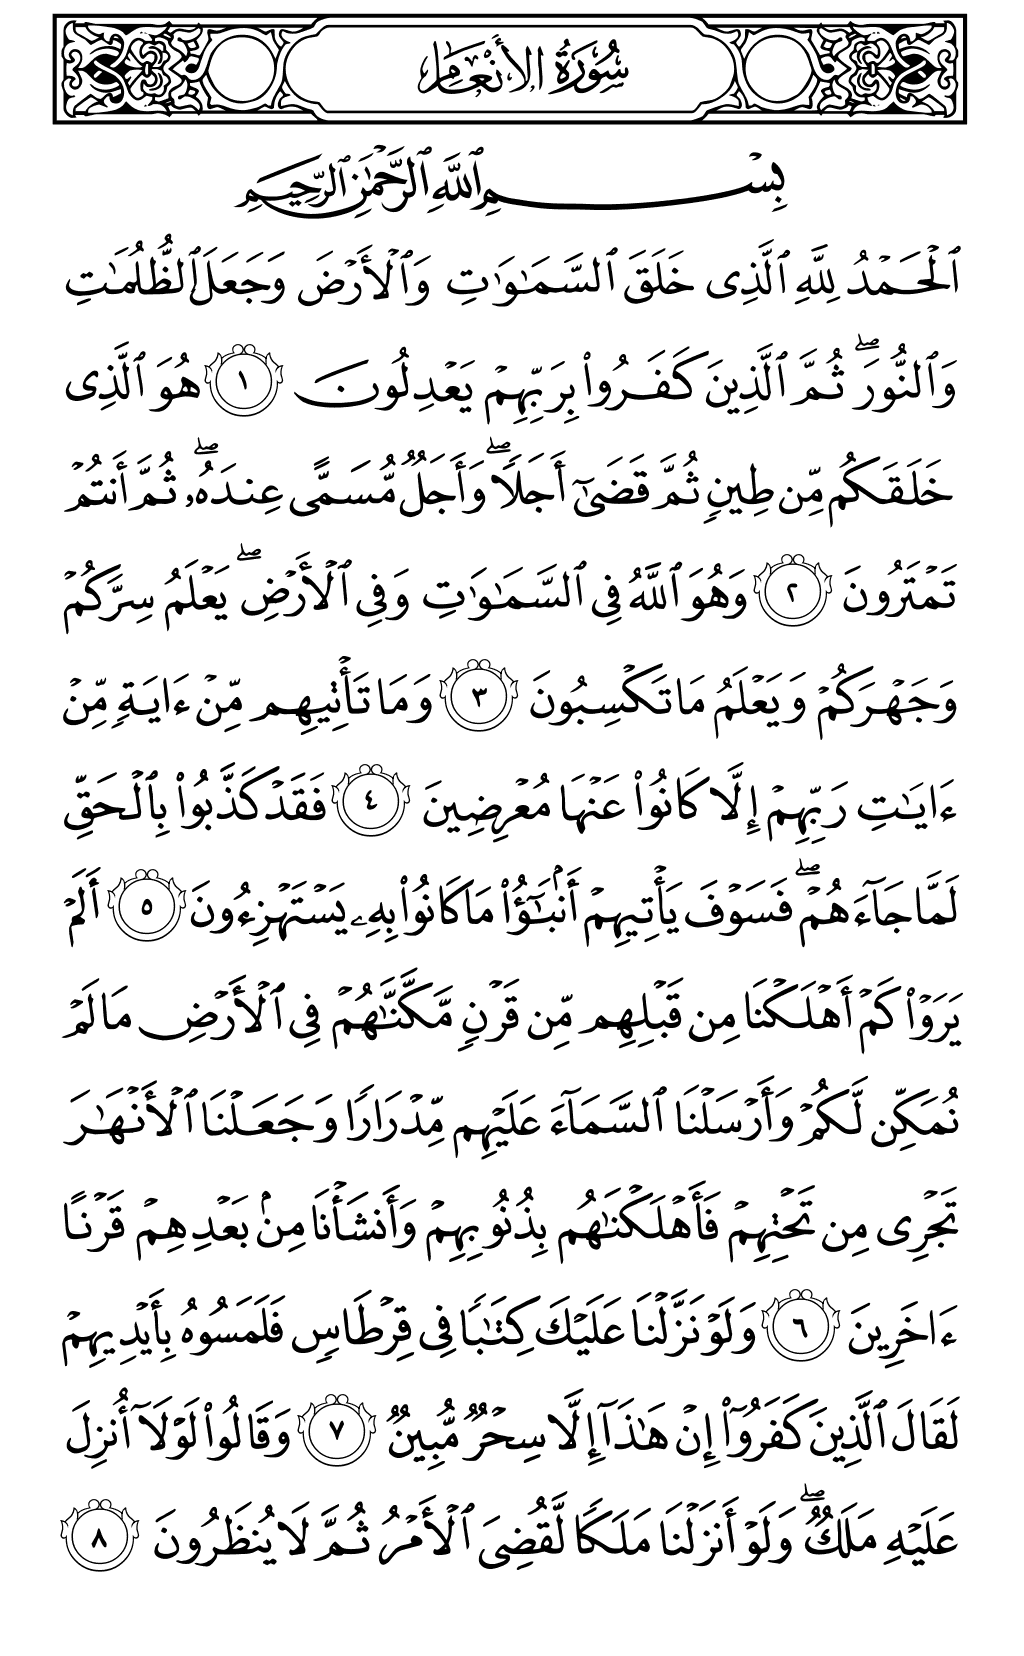 سُورَةُ الأَنْعَامِ
بِسْمِ ٱللَّهِ ٱلرَّحْمَٰنِ ٱلرَّحِيمِ
ٱلْحَمْدُ لِلَّهِ ٱلَّذِى خَلَقَ ٱلسَّمَٰوَٰتِ وَٱلْأَرْضَ وَجَعَلَ ٱلظُّلُمَٰتِ
وَٱلنُّورَ ۖ ثُمَّ ٱلَّذِينَ كَفَرُوا۟ بِرَبِّهِمْ يَعْدِلُونَ ١ هُوَ ٱلَّذِى
خَلَقَكُم مِّن طِينٍ ثُمَّ قَضَىٰٓ أَجَلًا ۖ وَأَجَلٌ مُّسَمًّى عِندَهُۥ ۖ ثُمَّ أَنتُمْ
تَمْتَرُونَ ٢ وَهُوَ ٱللَّهُ فِى ٱلسَّمَٰوَٰتِ وَفِى ٱلْأَرْضِ ۖ يَعْلَمُ سِرَّكُمْ
وَجَهْرَكُمْ وَيَعْلَمُ مَا تَكْسِبُونَ ٣ وَمَا تَأْتِيهِم مِّنْ ءَايَةٍ مِّنْ
ءَايَٰتِ رَبِّهِمْ إِلَّا كَانُوا۟ عَنْهَا مُعْرِضِينَ ٤ فَقَدْ كَذَّبُوا۟ بِٱلْحَقِّ
لَمَّا جَآءَهُمْ ۖ فَسَوْفَ يَأْتِيهِمْ أَنۢبَٰٓؤُا۟ مَا كَانُوا۟ بِهِۦ يَسْتَهْزِءُونَ ٥ أَلَمْ
يَرَوْا۟ كَمْ أَهْلَكْنَا مِن قَبْلِهِم مِّن قَرْنٍ مَّكَّنَّٰهُمْ فِى ٱلْأَرْضِ مَا لَمْ
نُمَكِّن لَّكُمْ وَأَرْسَلْنَا ٱلسَّمَآءَ عَلَيْهِم مِّدْرَارًا وَجَعَلْنَا ٱلْأَنْهَٰرَ
تَجْرِى مِن تَحْتِهِمْ فَأَهْلَكْنَٰهُم بِذُنُوبِهِمْ وَأَنشَأْنَا مِنۢ بَعْدِهِمْ قَرْنًا
ءَاخَرِينَ ٦ وَلَوْ نَزَّلْنَا عَلَيْكَ كِتَٰبًا فِى قِرْطَاسٍ فَلَمَسُوهُ بِأَيْدِيهِمْ
لَقَالَ ٱلَّذِينَ كَفَرُوٓا۟ إِنْ هَٰذَآ إِلَّا سِحْرٌ مُّبِينٌ ٧ وَقَالُوا۟ لَوْلَآ أُنزِلَ
عَلَيْهِ مَلَكٌ ۖ وَلَوْ أَنزَلْنَا مَلَكًا لَّقُضِىَ ٱلْأَمْرُ ثُمَّ لَا يُنظَرُونَ ٨